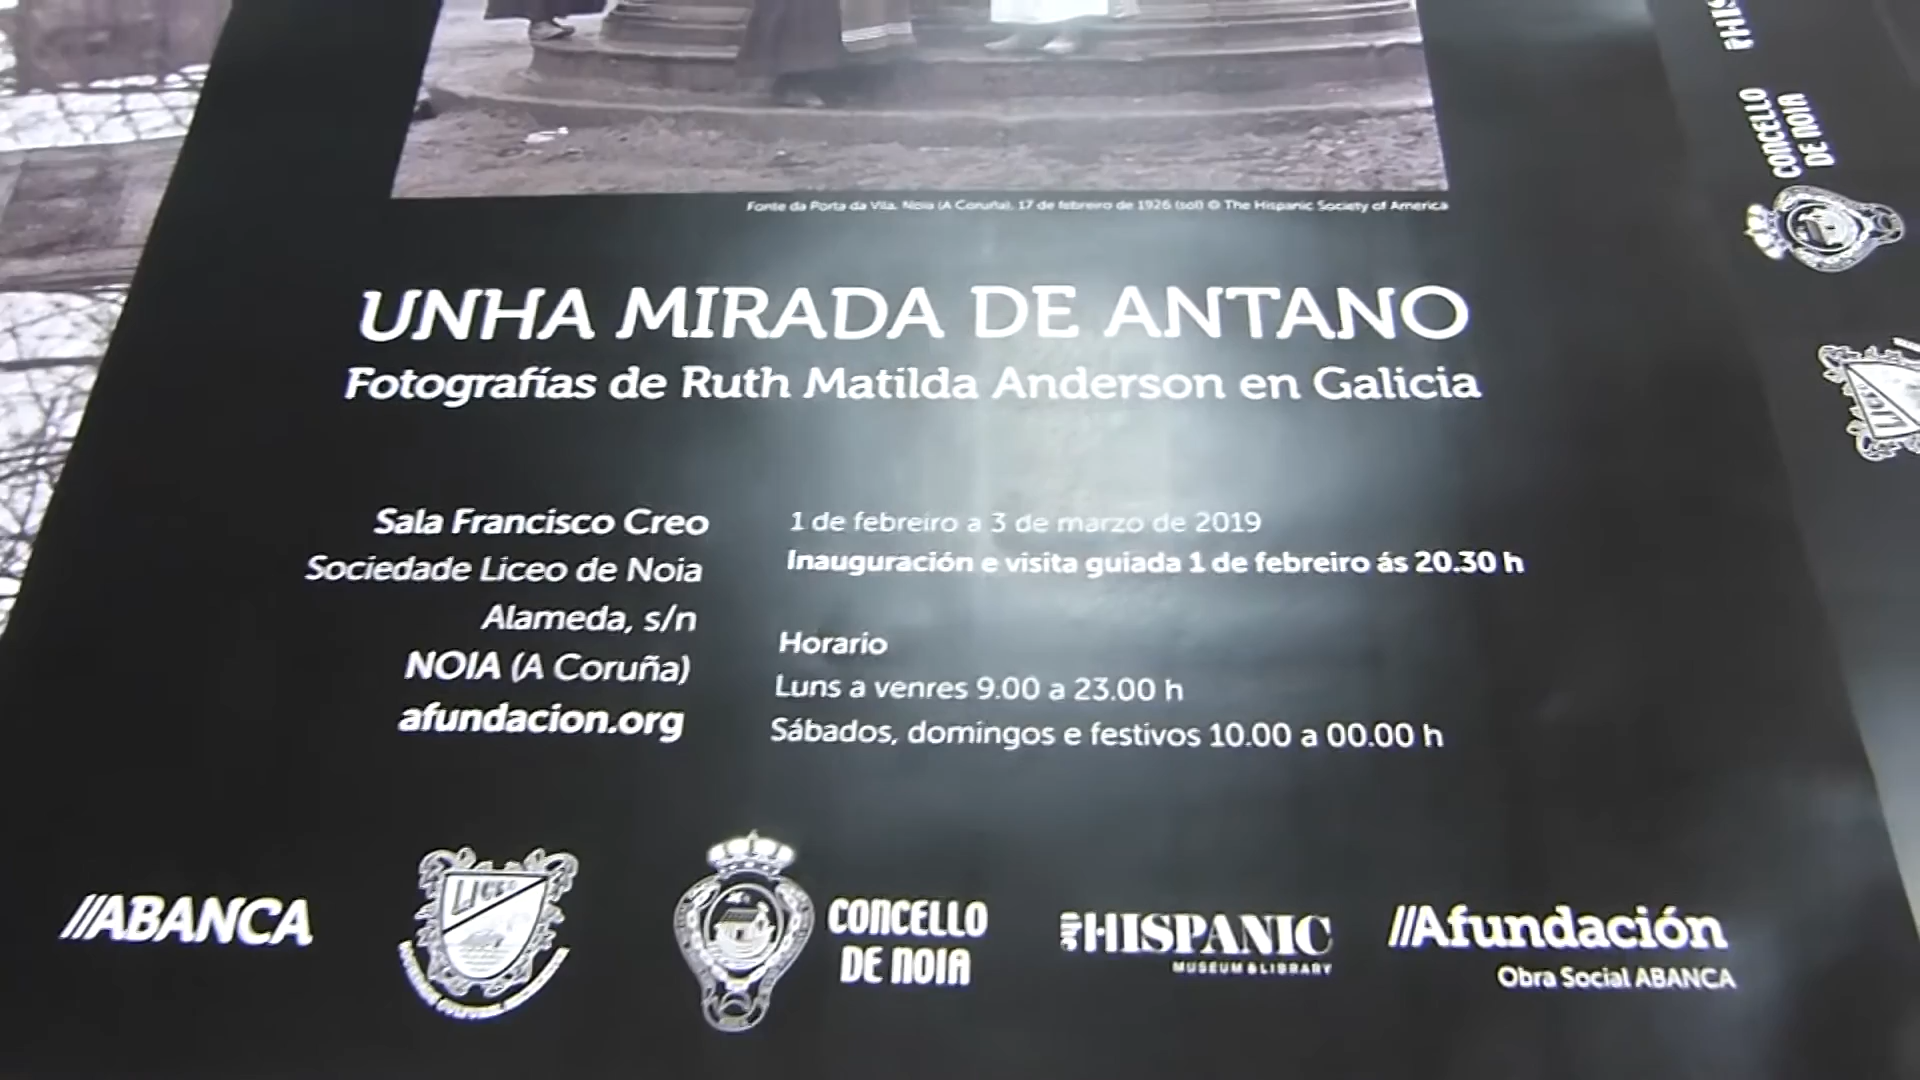 Fonte da Porta da Vila. Noia (A Coruña), 17 de febreiro de 1926 (sol) © The Hispanic Society of America
UNHA MIRADA DE ANTANO
Fotografías de Ruth Matilda Anderson en Galicia
Sala Francisco Creo
Sociedade Liceo de Noia
Alameda, s/n
NOIA (A Coruña)
afundacion.org
1 de febreiro a 3 de marzo de 2019
Inauguración e visita guiada 1 de febreiro ás 20.30 h
Horario
Luns a venres 9.00 a 23.00 h
Sábados, domingos e festivos 10.00 a 00.00 h
//ABANCA
LICEO
CONCELLO
DE NOIA
the HISPANIC
MUSEUM & LIBRARY
//Afundación
Obra Social ABANCA
CONCELLO
DE NOIA